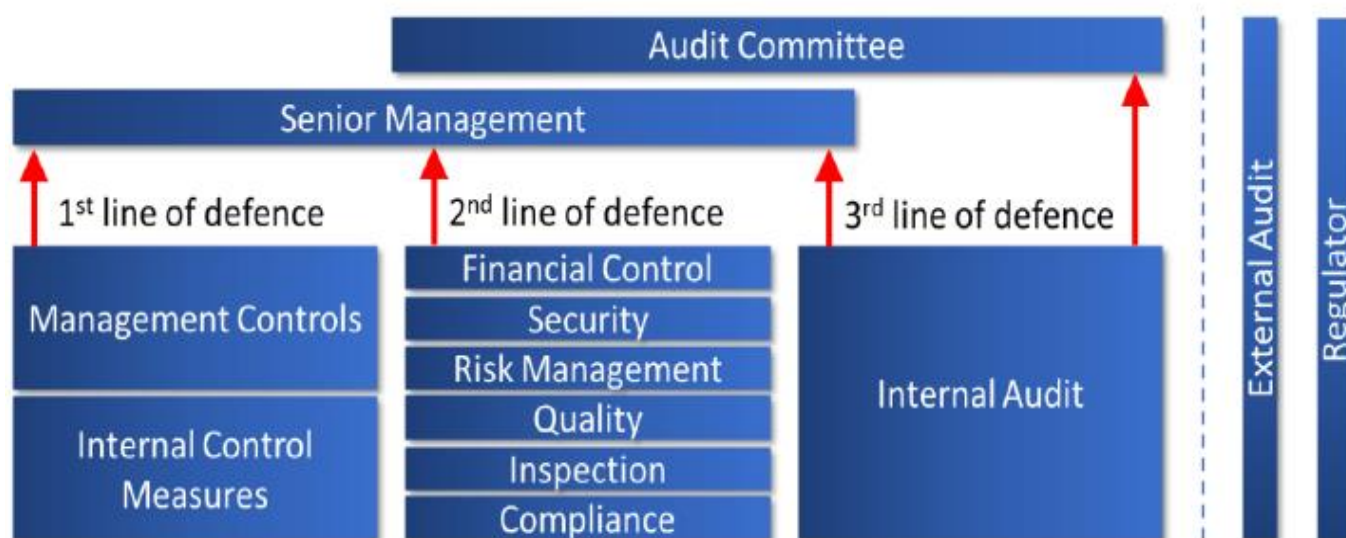 Audit Committee
Senior Management
1st line of defence
2nd line of defence
3rd line of defence
Management Controls
Internal Control
Measures
Financial Control
Security
Risk Management
Quality
Inspection
Compliance
Internal Audit
External Audit
Regulator